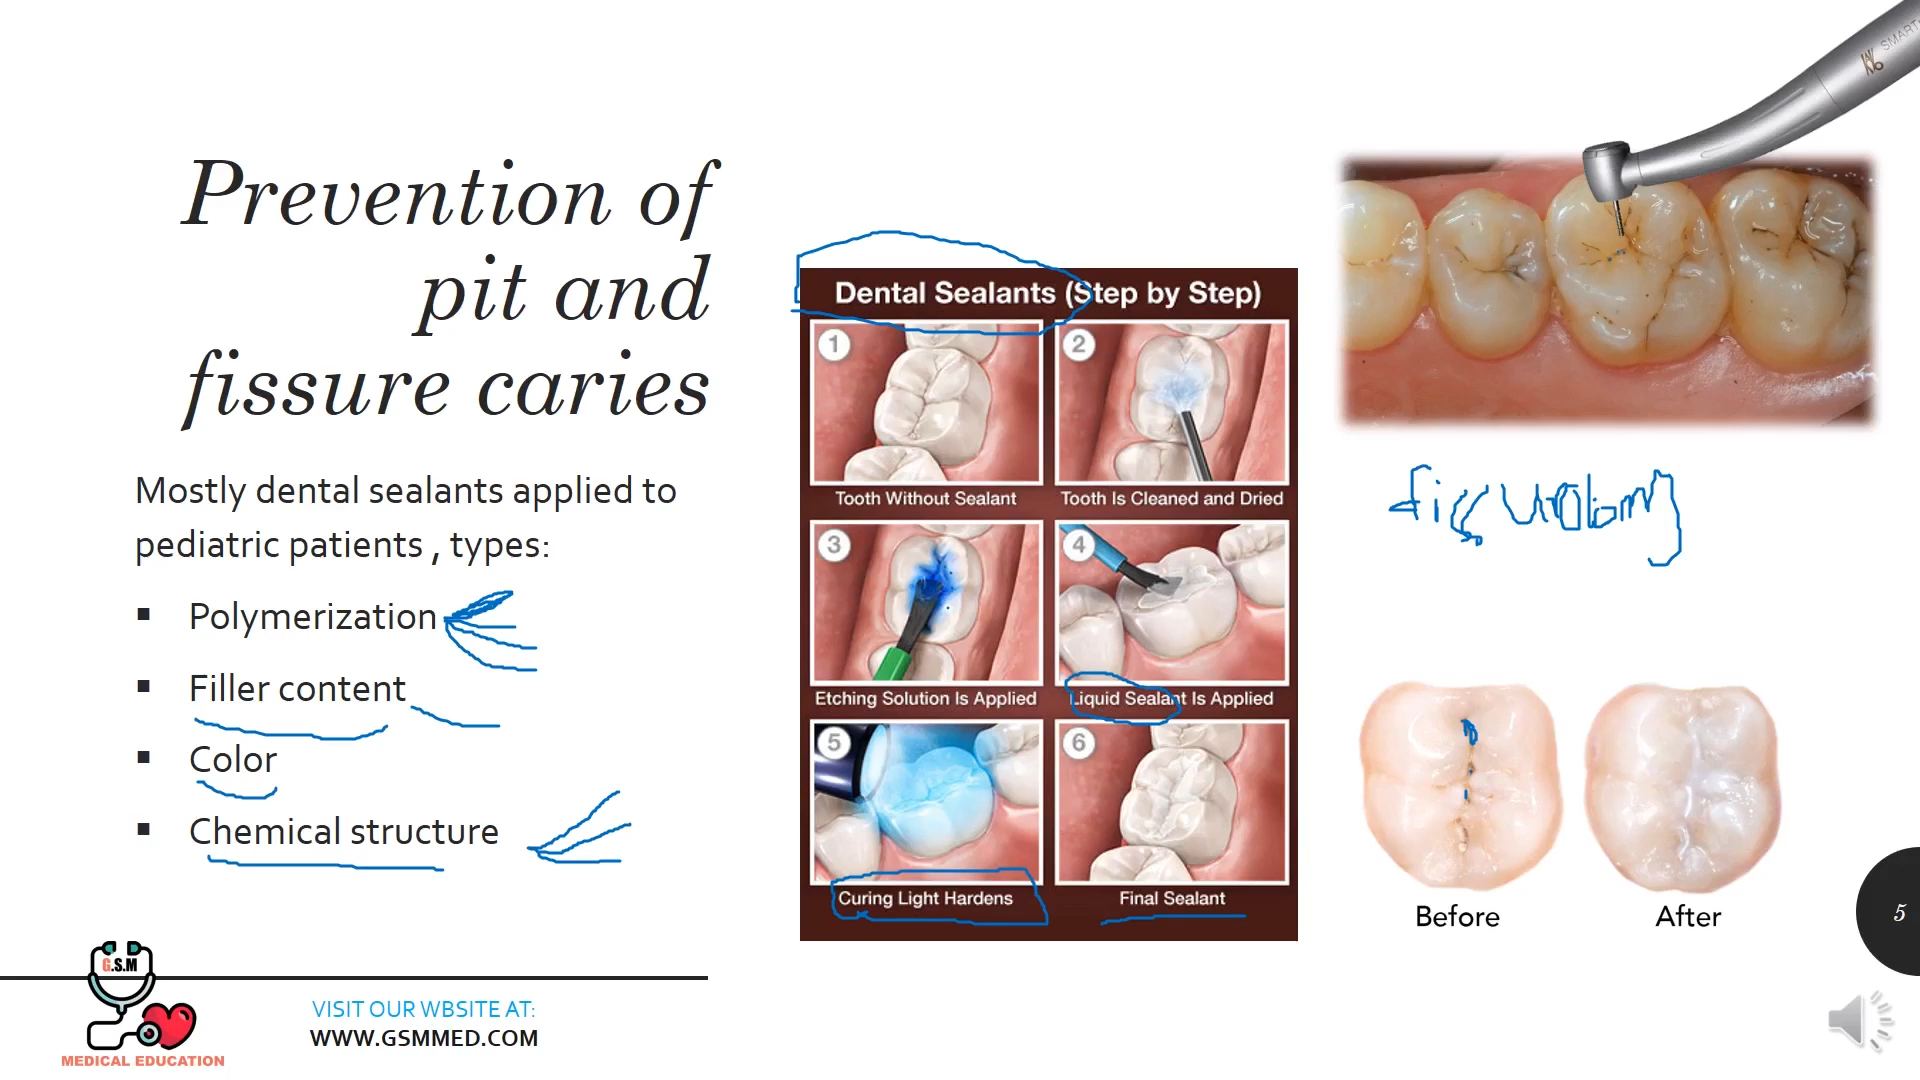 Prevention of
pit and
fissure caries
Mostly dental sealants applied to
pediatric patients , types:
▪ Polymerization
▪ Filler content
▪ Color
▪ Chemical structure
G.S.M
MEDICAL EDUCATION
VISIT OUR WBSITE AT:
WWW.GSMMED.COM
Dental Sealants (Step by Step)
1
2
Tooth Without Sealant
Tooth Is Cleaned and Dried
3
4
Etching Solution Is Applied
Liquid Sealant Is Applied
5
6
Curing Light Hardens
Final Sealant
SMART
Before
After
5